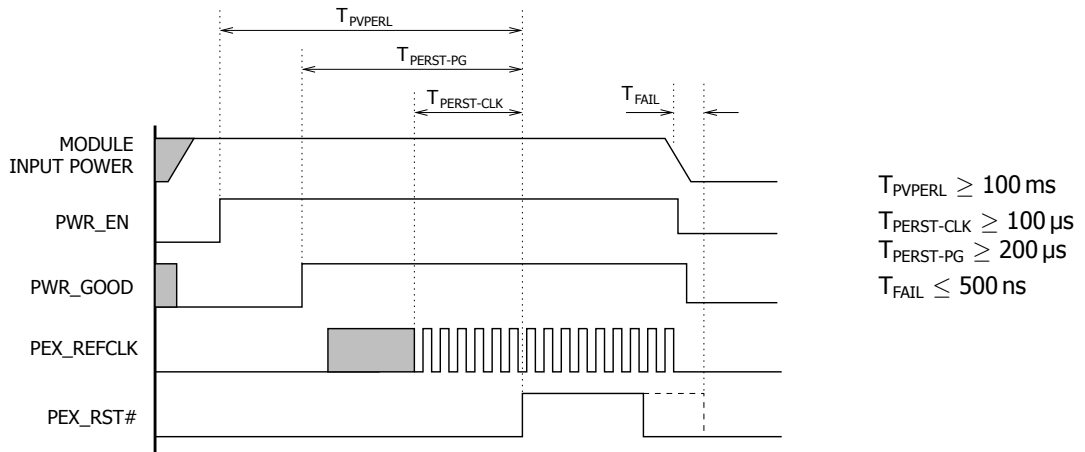 TPVPERL
TPERST-PG
TPERST-CLK
TFAIL
MODULE
INPUT POWER
PWR_EN
PWR_GOOD
PEX_REFCLK
PEX_RST#
TPVPERL ≥ 100 ms
TPERST-CLK ≥ 100 µs
TPERST-PG ≥ 200 µs
TFAIL ≤ 500 ns